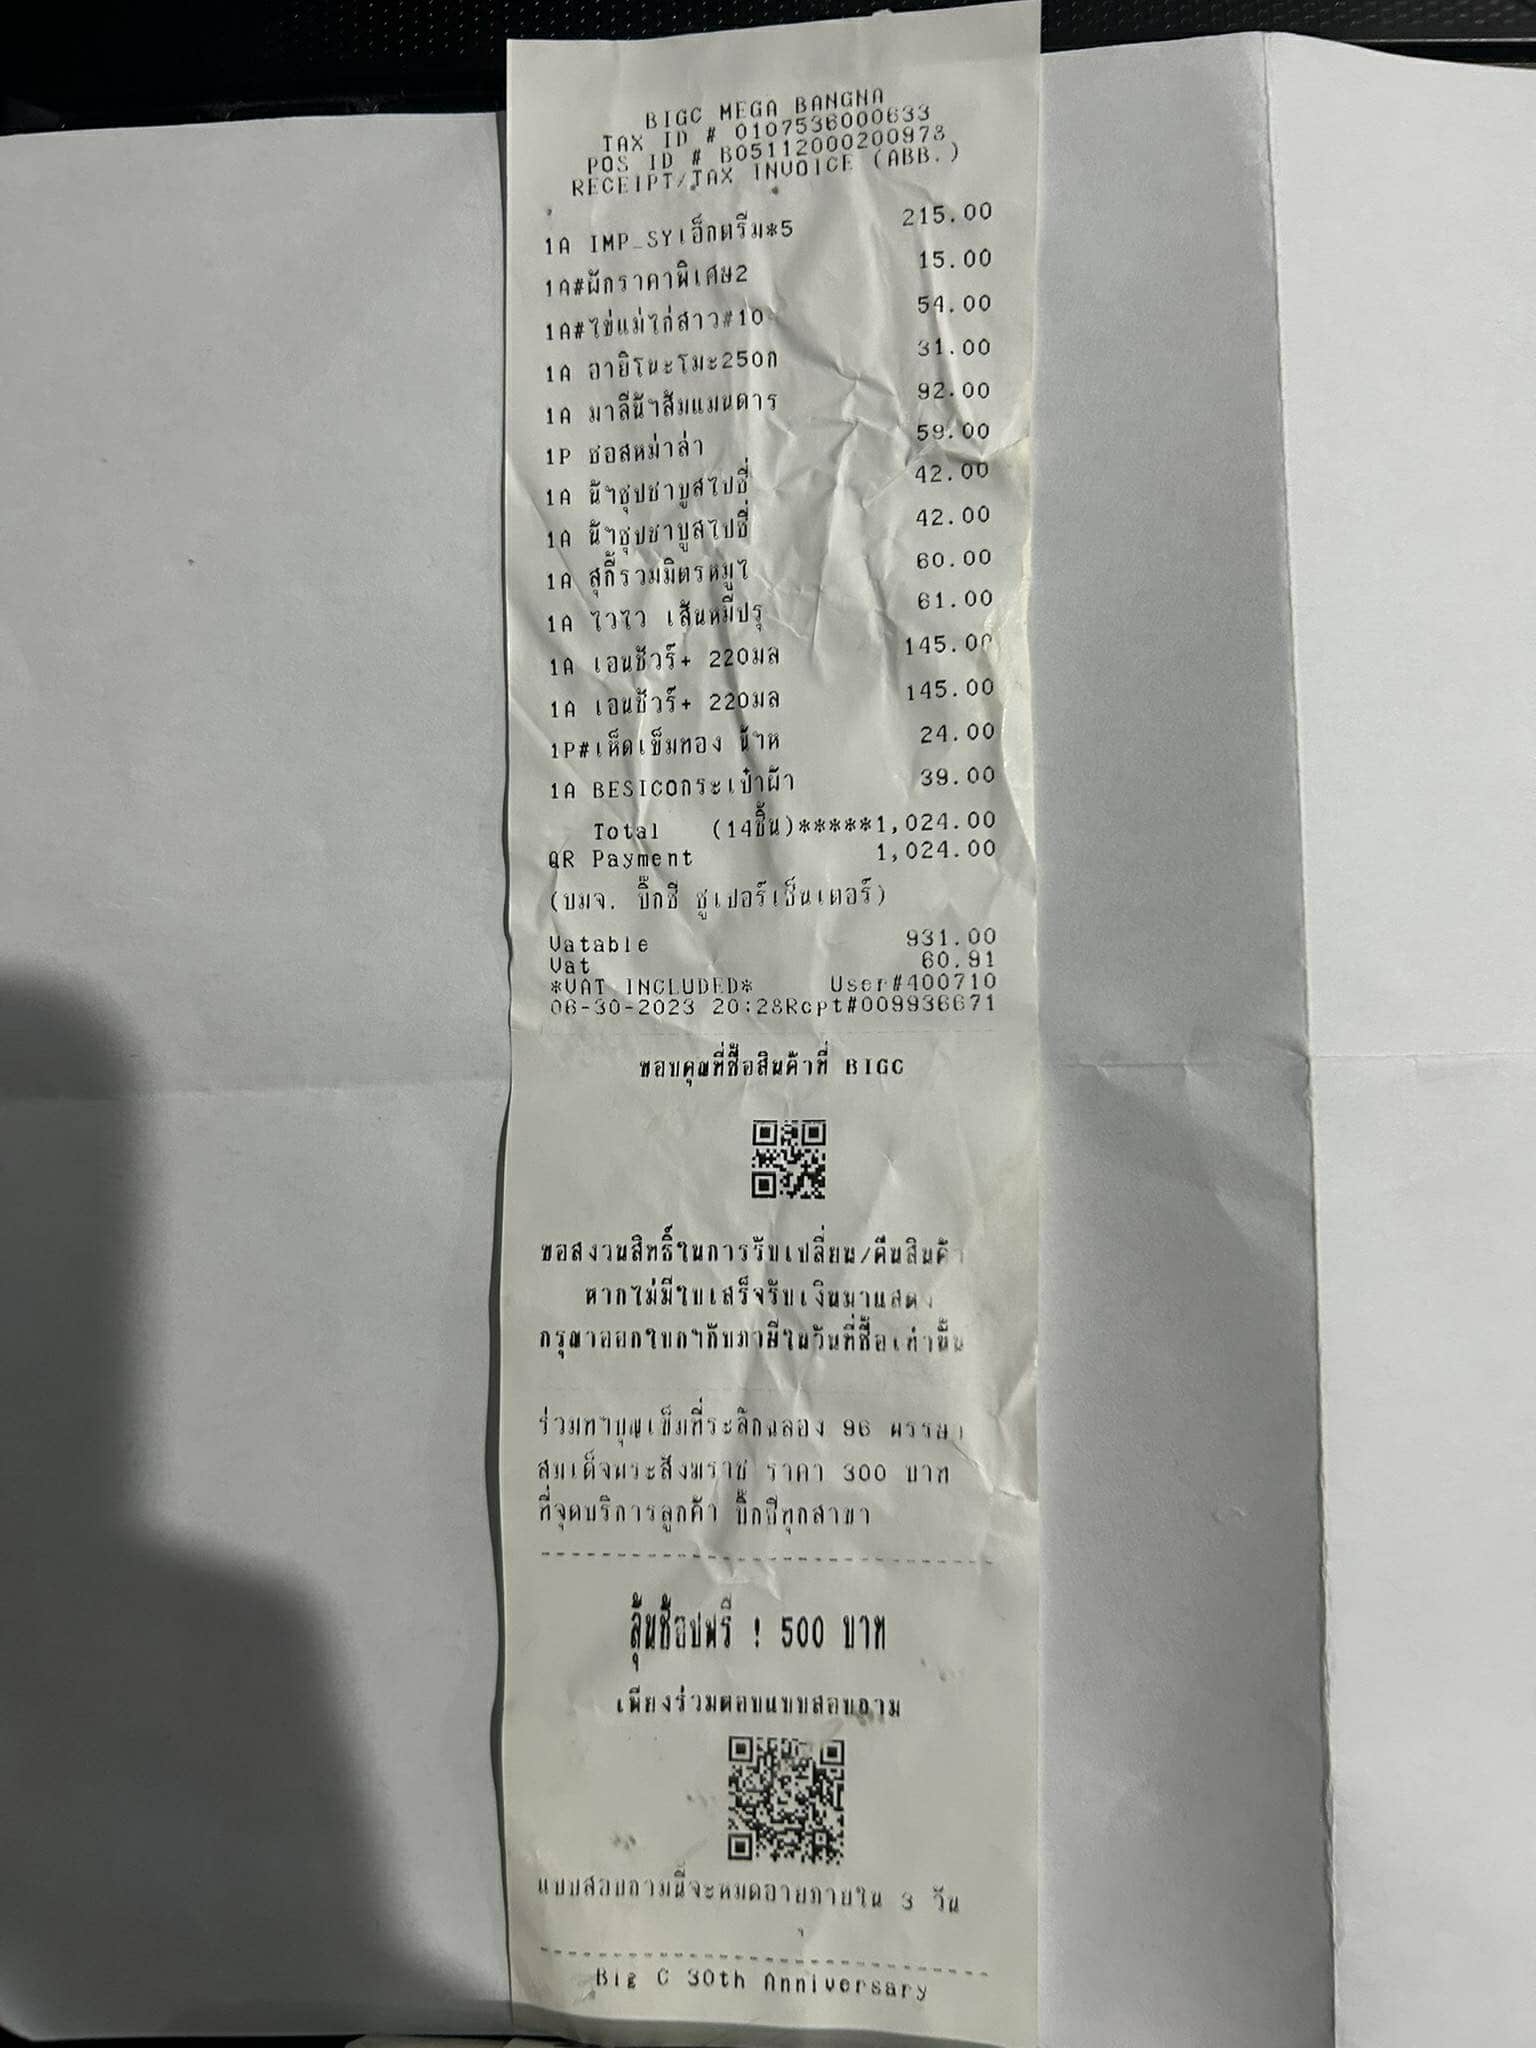 BIGC MEGA BANGNA
TAX ID # 0107536000633
POS ID # B05112000200978
RECEIPT/TAX INVOICE (ABB.)
1A IMP_SYเอ็กตรีม*5 215.00
1A#ผักราคาพิเศษ2 15.00
1A#ไข่แม่ไก่สาว#10 54.00
1A อายิโนะโมะ250ก 31.00
1A มาลีน้ำส้มแมนดาร 92.00
1P ซอสหม่าล่า 59.00
1A น้ำซุปชาบูสไปซี่ 42.00
1A น้ำซุปชาบูสไปซี่ 42.00
1A สุกี้รวมมิตรหมูไ 60.00
1A ไวไว เส้นหมี่ปรุ 61.00
1A เอนชัวร์+ 220มล 145.00
1A เอนชัวร์+ 220มล 145.00
1P#เห็ดเข็มทอง น้ำห 24.00
1A BESICOกระเป๋าผ้า 39.00
Total (14ชิ้น)*****1,024.00
QR Payment 1,024.00
(บมจ. บิ๊กซี ซูเปอร์เซ็นเตอร์)
Vatable 931.00
Vat 60.91
*VAT INCLUDED* User#400710
06-30-2023 20:28Rcpt#009936671
ขอบคุณที่ซื้อสินค้าที่ BIGC
ขอสงวนสิทธิ์ในการรับเปลี่ยน/คืนสินค้า
หากไม่มีใบเสร็จรับเงินมาแสดง
กรุณาออกใบกำกับภาษีในวันที่ซื้อเท่านั้น
ร่วมทำบุญเข็มที่ระลึกฉลอง 96 พรรษา
สมเด็จพระสังฆราช ราคา 300 บาท
ที่จุดบริการลูกค้า บิ๊กซีทุกสาขา
ลุ้นช้อปฟรี ! 500 บาท
เพียงร่วมตอบแบบสอบถาม
แบบสอบถามนี้จะหมดอายุภายใน 3 วัน
Big C 30th Anniversary